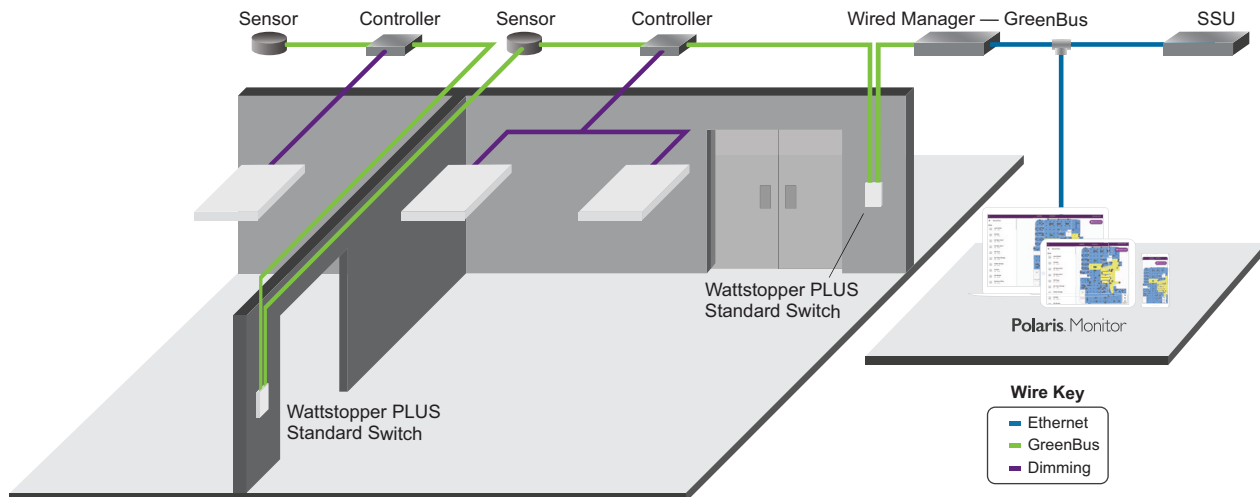 Sensor
Controller
Sensor
Controller
Wired Manager — GreenBus
SSU
Wattstopper PLUS
Standard Switch
Polaris. Monitor
Wattstopper PLUS
Standard Switch
Wire Key
Ethernet
GreenBus
Dimming